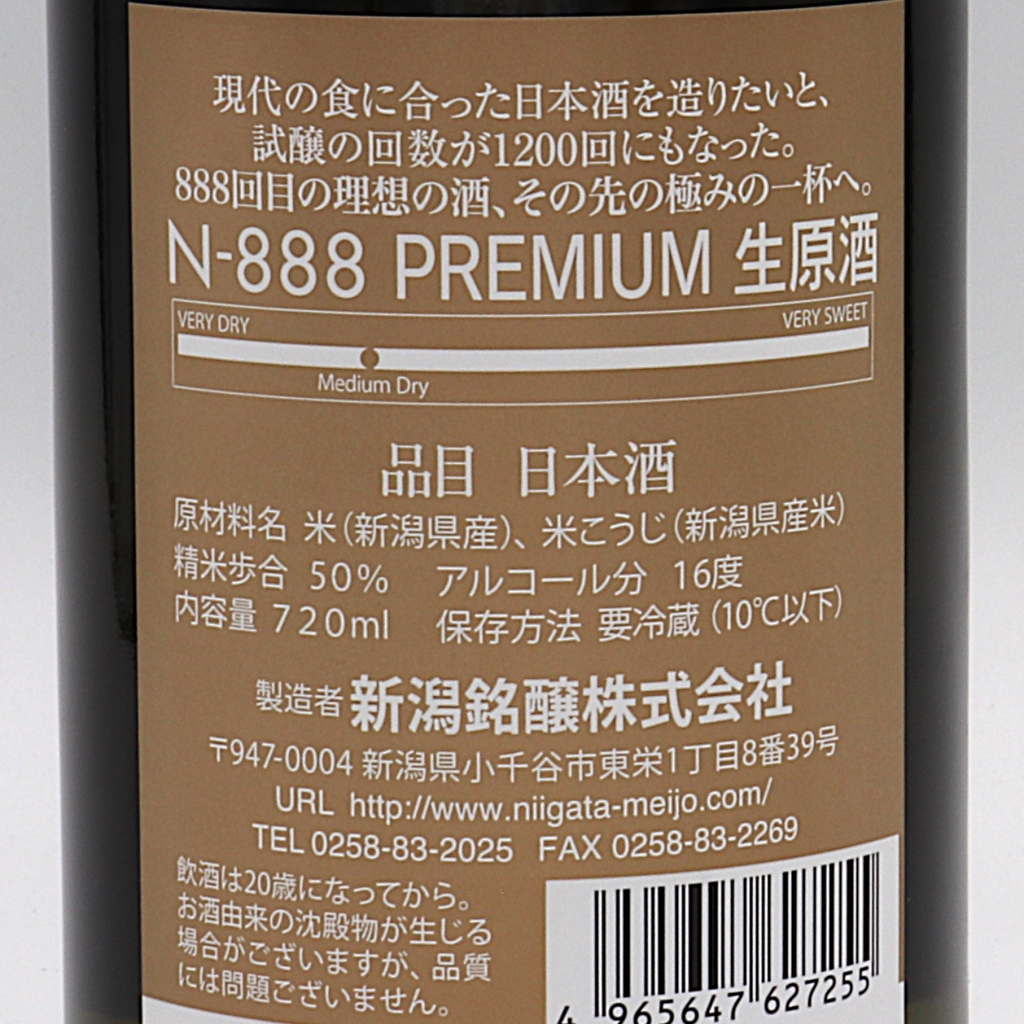 現代の食に合った日本酒を造りたいと、
試醸の回数が1200回にもなった。
888回目の理想の酒、その先の極みの一杯へ。
N-888 PREMIUM 生原酒
VERY DRY VERY SWEET
Medium Dry
品目 日本酒
原材料名 米(新潟県産)、米こうじ(新潟県産米)
精米歩合 50% アルコール分 16度
内容量 720ml 保存方法 要冷蔵(10℃以下)
製造者 新潟銘醸株式会社
〒947-0004 新潟県小千谷市東栄1丁目8番39号
URL http://www.niigata-meijo.com/
TEL 0258-83-2025 FAX 0258-83-2269
飲酒は20歳になってから。
お酒由来の沈殿物が生じる
場合がございますが、品質
には問題ございません。
4 965647 627255